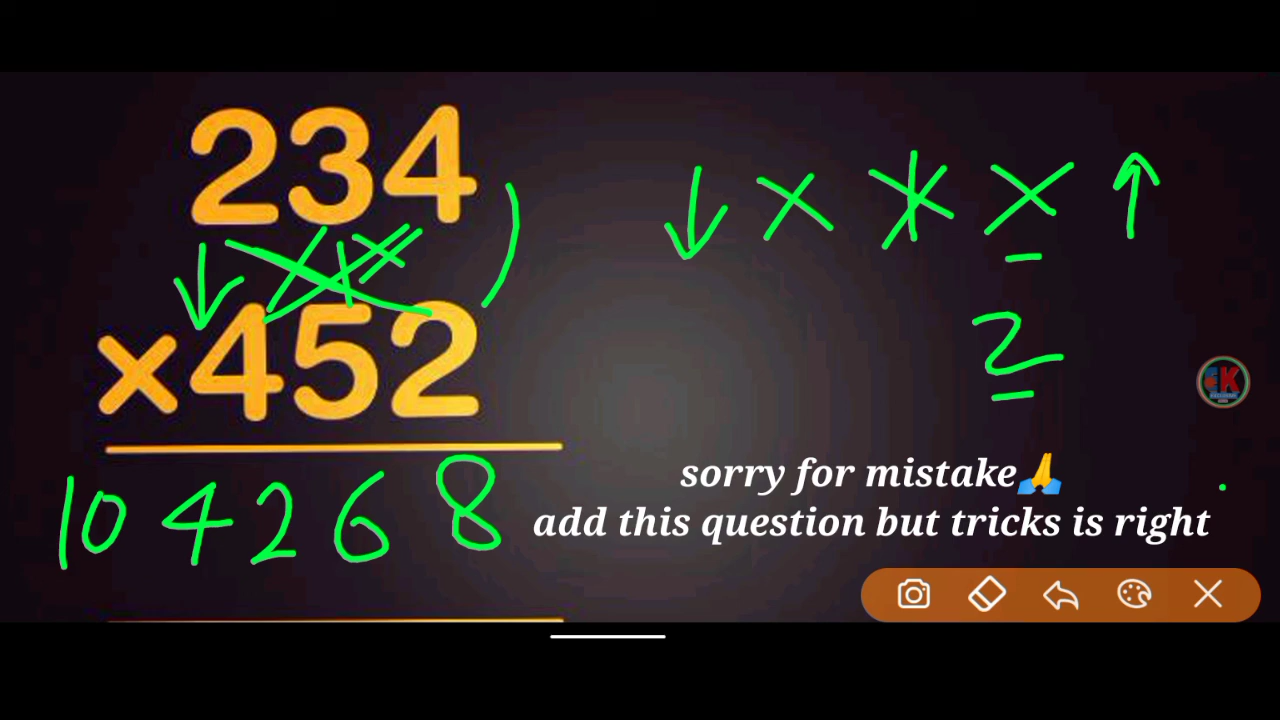 234
×452
10 4 2 6 8
2
sorry for mistake🙏
add this question but tricks is right